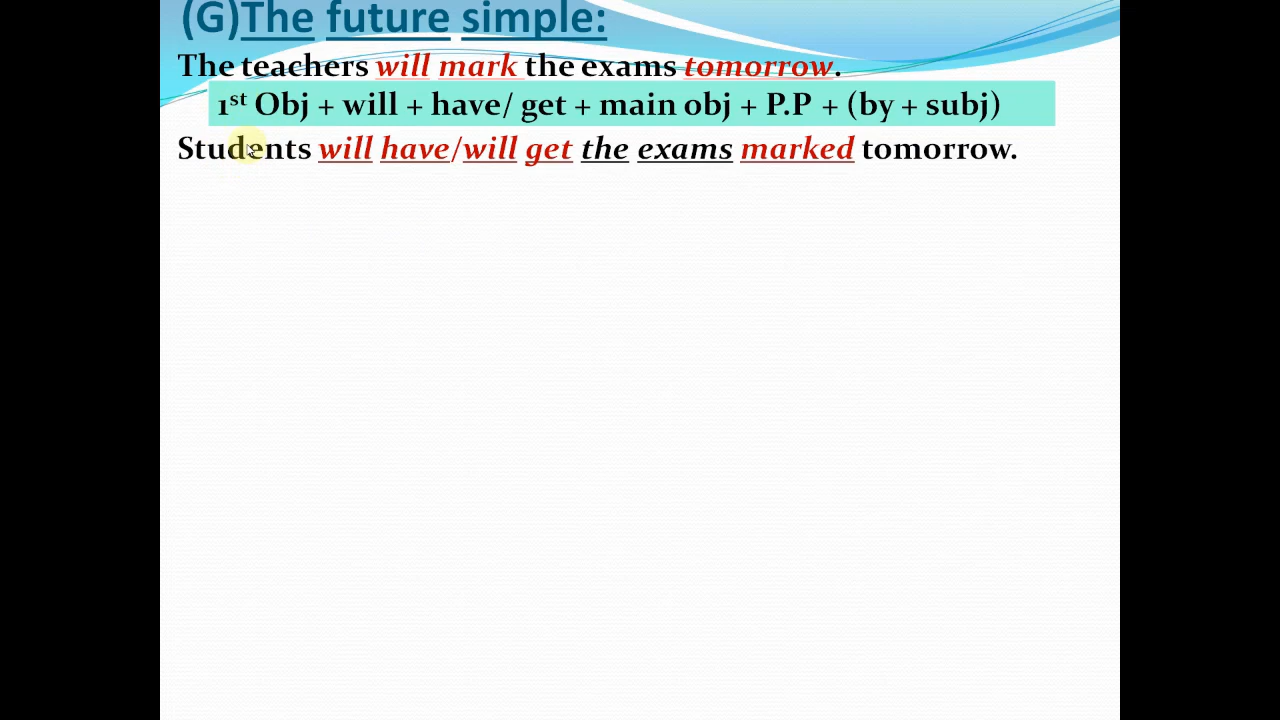 (G)The future simple:
The teachers will mark the exams tomorrow.
1st Obj + will + have/ get + main obj + P.P + (by + subj)
Students will have/will get the exams marked tomorrow.